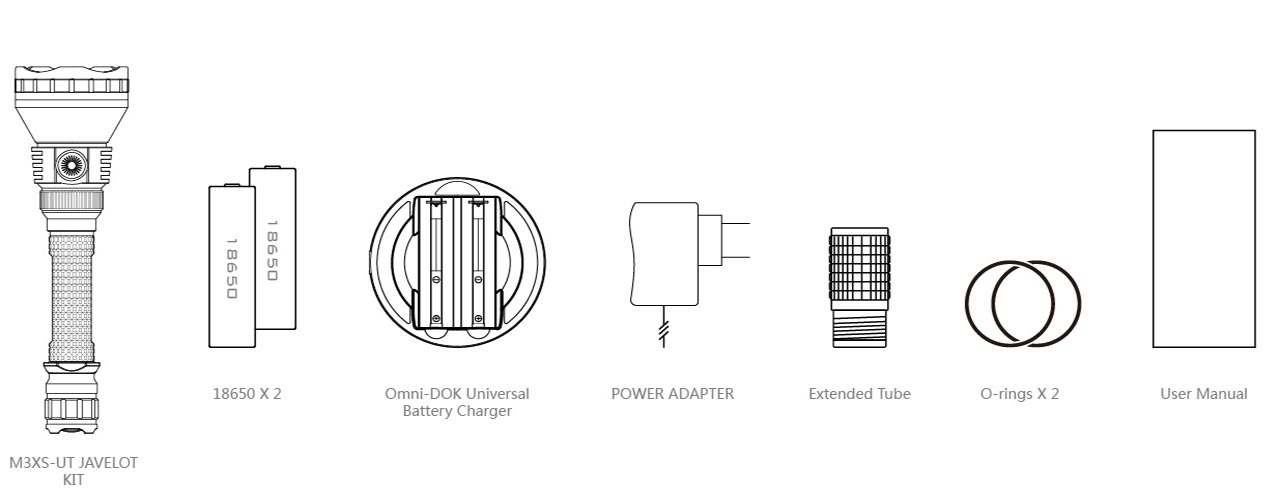 18650
18650
M3XS-UT JAVELOT
KIT
18650 X 2
Omni-DOK Universal
Battery Charger
POWER ADAPTER
Extended Tube
O-rings X 2
User Manual